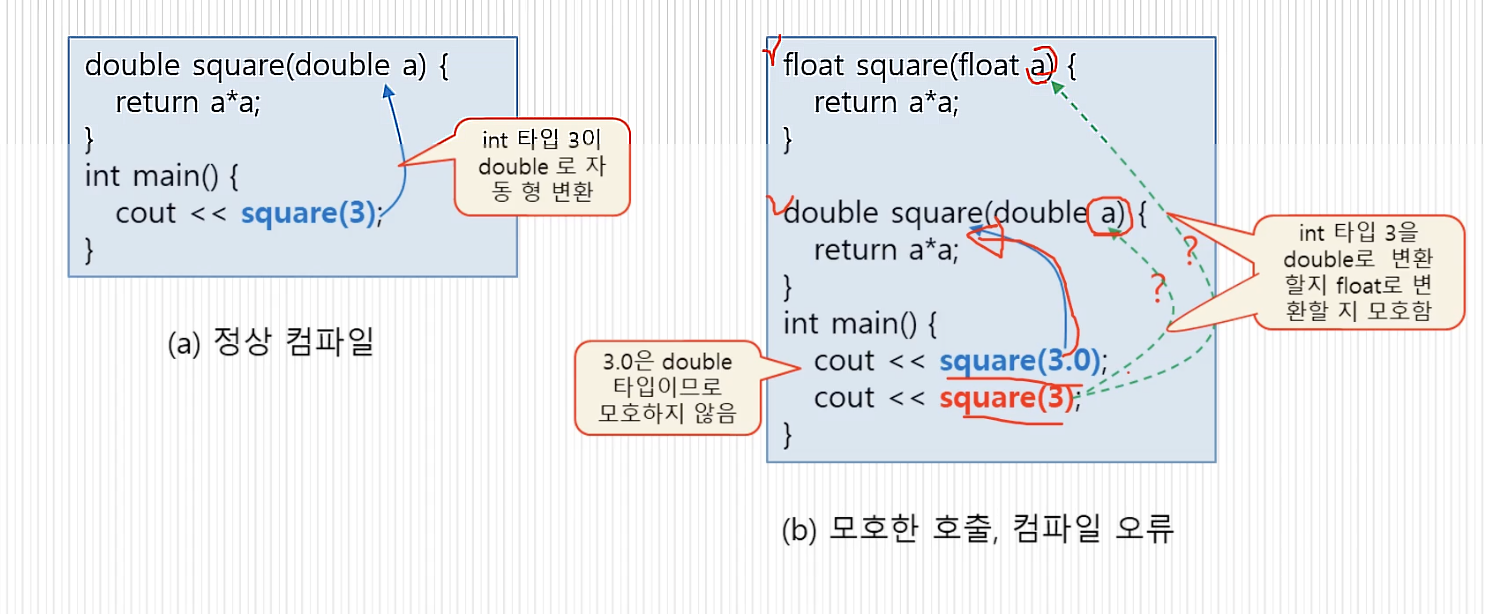 double square(double a) {
return a*a;
}
int main() {
cout << square(3);
}
int 타입 3이
double 로 자
동 형 변환
(a) 정상 컴파일
float square(float a) {
return a*a;
}
double square(double a) {
return a*a;
}
int main() {
cout << square(3.0);
cout << square(3);
}
?
?
int 타입 3을
double로 변환
할지 float로 변
환할 지 모호함
3.0은 double
타입이므로
모호하지 않음
(b) 모호한 호출, 컴파일 오류